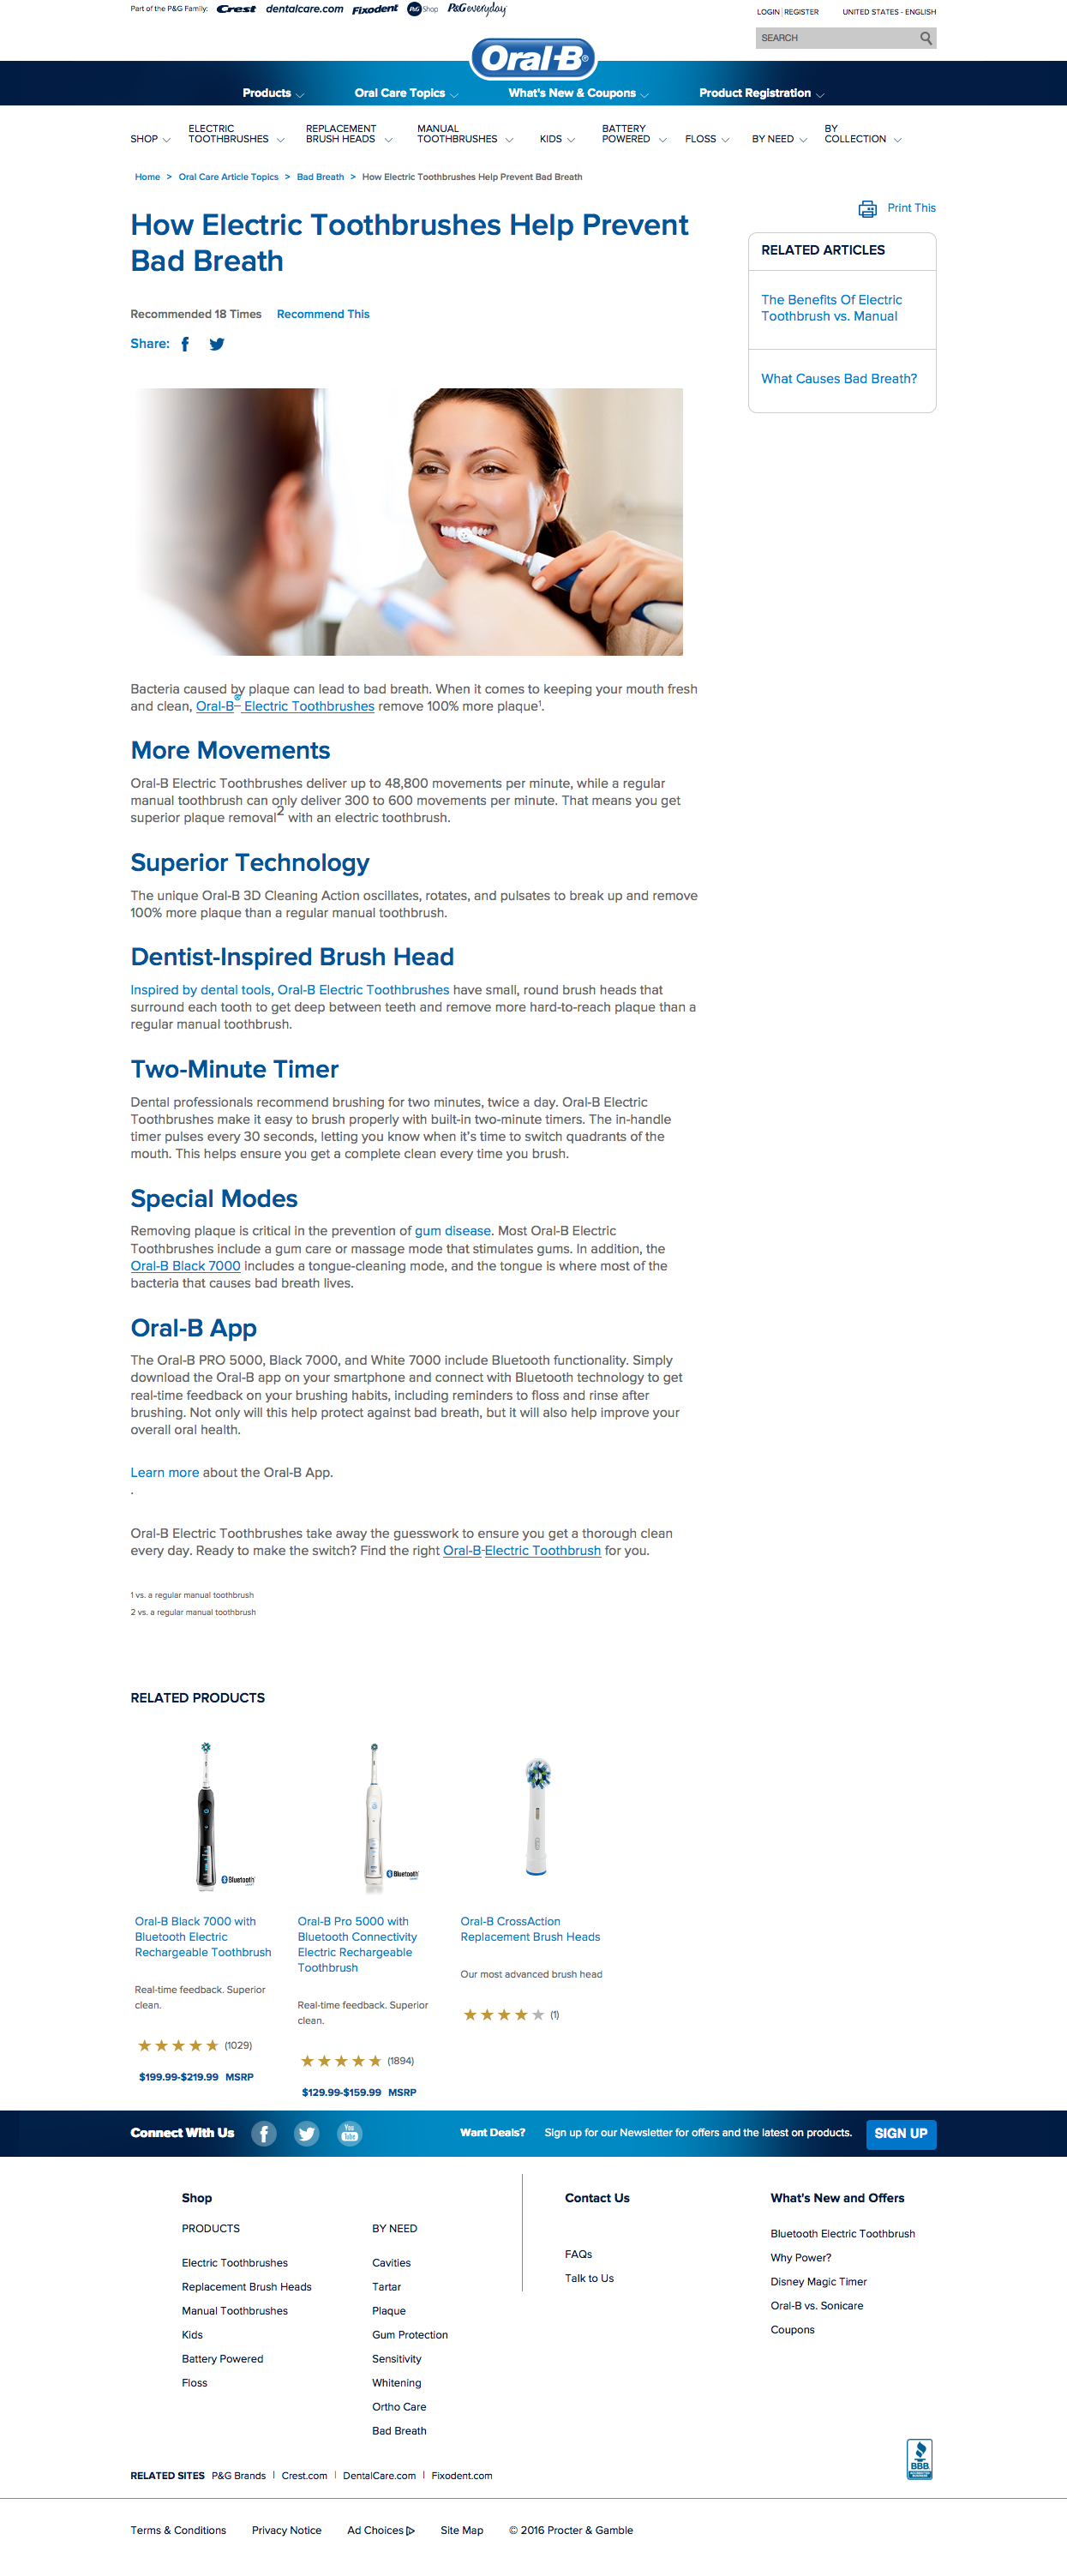 Part of the P&G Family: Crest dentalcare.com Fixodent P&G Shop P&G everyday
LOGIN | REGISTER UNITED STATES - ENGLISH
SEARCH
Oral-B®
Products Oral Care Topics What's New & Coupons Product Registration
SHOP ELECTRIC TOOTHBRUSHES REPLACEMENT BRUSH HEADS MANUAL TOOTHBRUSHES KIDS BATTERY POWERED FLOSS BY NEED BY COLLECTION
Home > Oral Care Article Topics > Bad Breath > How Electric Toothbrushes Help Prevent Bad Breath
Print This
How Electric Toothbrushes Help Prevent
Bad Breath
Recommended 18 Times Recommend This
Share:
RELATED ARTICLES
The Benefits Of Electric
Toothbrush vs. Manual
What Causes Bad Breath?
Bacteria caused by plaque can lead to bad breath. When it comes to keeping your mouth fresh
and clean, Oral-B® Electric Toothbrushes remove 100% more plaque¹.
More Movements
Oral-B Electric Toothbrushes deliver up to 48,800 movements per minute, while a regular
manual toothbrush can only deliver 300 to 600 movements per minute. That means you get
superior plaque removal² with an electric toothbrush.
Superior Technology
The unique Oral-B 3D Cleaning Action oscillates, rotates, and pulsates to break up and remove
100% more plaque than a regular manual toothbrush.
Dentist-Inspired Brush Head
Inspired by dental tools, Oral-B Electric Toothbrushes have small, round brush heads that
surround each tooth to get deep between teeth and remove more hard-to-reach plaque than a
regular manual toothbrush.
Two-Minute Timer
Dental professionals recommend brushing for two minutes, twice a day. Oral-B Electric
Toothbrushes make it easy to brush properly with built-in two-minute timers. The in-handle
timer pulses every 30 seconds, letting you know when it's time to switch quadrants of the
mouth. This helps ensure you get a complete clean every time you brush.
Special Modes
Removing plaque is critical in the prevention of gum disease. Most Oral-B Electric
Toothbrushes include a gum care or massage mode that stimulates gums. In addition, the
Oral-B Black 7000 includes a tongue-cleaning mode, and the tongue is where most of the
bacteria that causes bad breath lives.
Oral-B App
The Oral-B PRO 5000, Black 7000, and White 7000 include Bluetooth functionality. Simply
download the Oral-B app on your smartphone and connect with Bluetooth technology to get
real-time feedback on your brushing habits, including reminders to floss and rinse after
brushing. Not only will this help protect against bad breath, but it will also help improve your
overall oral health.
Learn more about the Oral-B App.
.
Oral-B Electric Toothbrushes take away the guesswork to ensure you get a thorough clean
every day. Ready to make the switch? Find the right Oral-B Electric Toothbrush for you.
1 vs. a regular manual toothbrush
2 vs. a regular manual toothbrush
RELATED PRODUCTS
Bluetooth
Bluetooth
Oral-B Black 7000 with
Bluetooth Electric
Rechargeable Toothbrush
Real-time feedback. Superior
clean.
(1029)
$199.99-$219.99 MSRP
Oral-B Pro 5000 with
Bluetooth Connectivity
Electric Rechargeable
Toothbrush
Real-time feedback. Superior
clean.
(1894)
$129.99-$159.99 MSRP
Oral-B CrossAction
Replacement Brush Heads
Our most advanced brush head
(1)
Connect With Us You Tube Want Deals? Sign up for our Newsletter for offers and the latest on products. SIGN UP
Shop
PRODUCTS
Electric Toothbrushes
Replacement Brush Heads
Manual Toothbrushes
Kids
Battery Powered
Floss
BY NEED
Cavities
Tartar
Plaque
Gum Protection
Sensitivity
Whitening
Ortho Care
Bad Breath
Contact Us
FAQs
Talk to Us
What's New and Offers
Bluetooth Electric Toothbrush
Why Power?
Disney Magic Timer
Oral-B vs. Sonicare
Coupons
BBB
RELATED SITES P&G Brands | Crest.com | DentalCare.com | Fixodent.com
Terms & Conditions Privacy Notice Ad Choices Site Map © 2016 Procter & Gamble